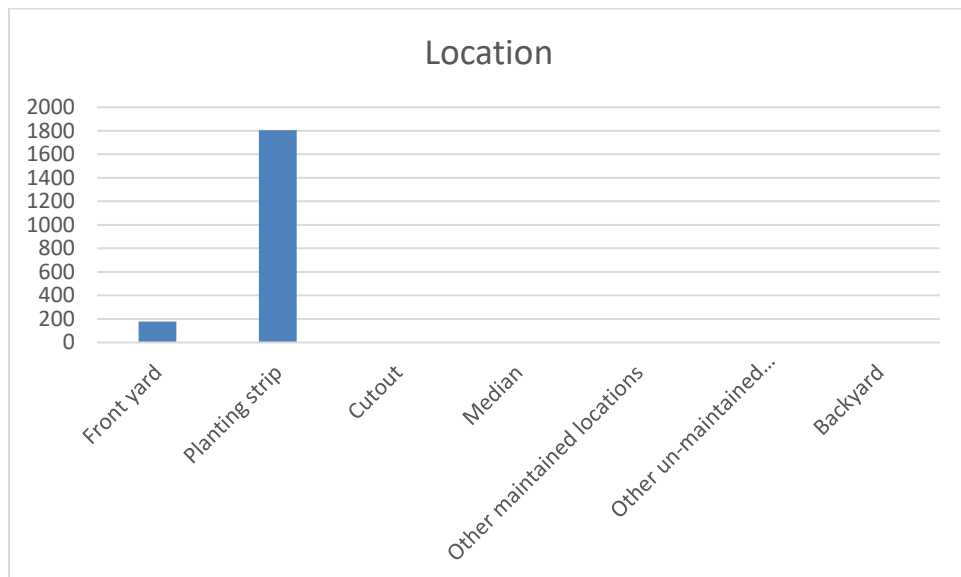 Location
2000
1800
1600
1400
1200
1000
800
600
400
200
0
Front yard
Planting strip
Cutout
Median
Other maintained locations
Other un-maintained...
Backyard